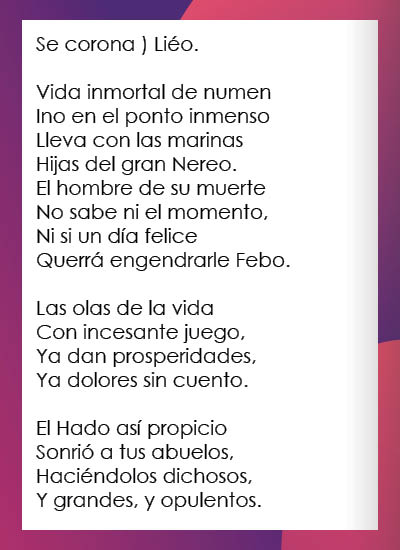 Se corona ) Liéo.
Vida inmortal de numen
Ino en el ponto inmenso
Lleva con las marinas
Hijas del gran Nereo.
El hombre de su muerte
No sabe ni el momento,
Ni si un día felice
Querrá engendrarle Febo.
Las olas de la vida
Con incesante juego,
Ya dan prosperidades,
Ya dolores sin cuento.
El Hado así propicio
Sonrió a tus abuelos,
Haciéndolos dichosos,
Y grandes, y opulentos.